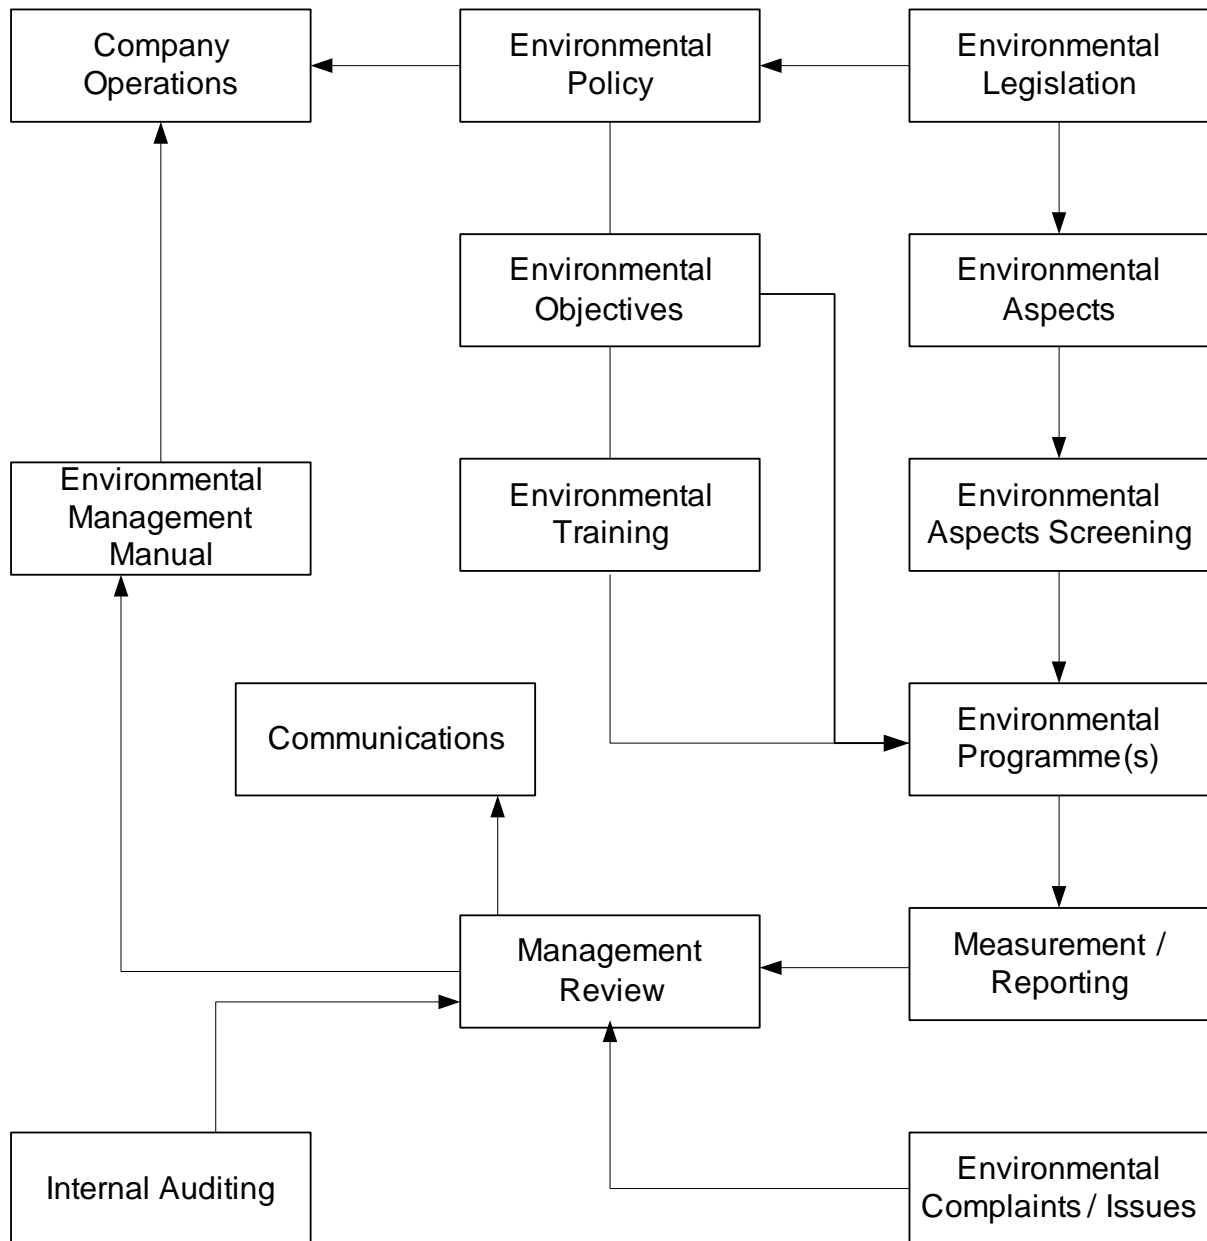 Company
Operations
Environmental
Policy
Environmental
Legislation
Environmental
Objectives
Environmental
Aspects
Environmental
Management
Manual
Environmental
Training
Environmental
Aspects Screening
Communications
Environmental
Programme(s)
Management
Review
Measurement /
Reporting
Internal Auditing
Environmental
Complaints / Issues